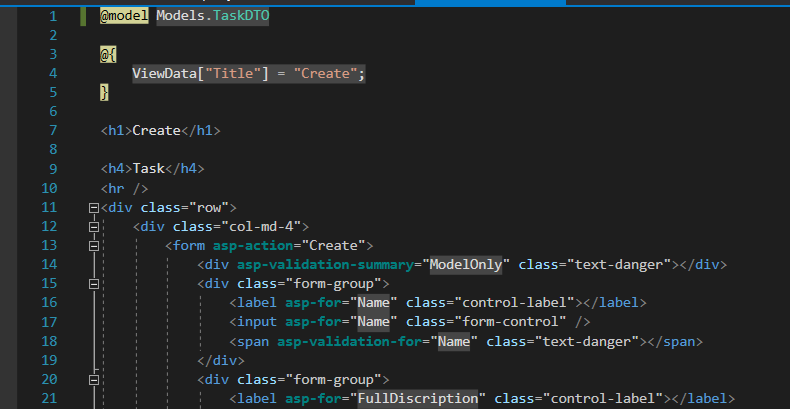 1 @model Models.TaskDTO
2
3 @{
4 ViewData["Title"] = "Create";
5 }
6
7 <h1>Create</h1>
8
9 <h4>Task</h4>
10 <hr />
11 <div class="row">
12 <div class="col-md-4">
13 <form asp-action="Create">
14 <div asp-validation-summary="ModelOnly" class="text-danger"></div>
15 <div class="form-group">
16 <label asp-for="Name" class="control-label"></label>
17 <input asp-for="Name" class="form-control" />
18 <span asp-validation-for="Name" class="text-danger"></span>
19 </div>
20 <div class="form-group">
21 <label asp-for="FullDiscription" class="control-label"></label>